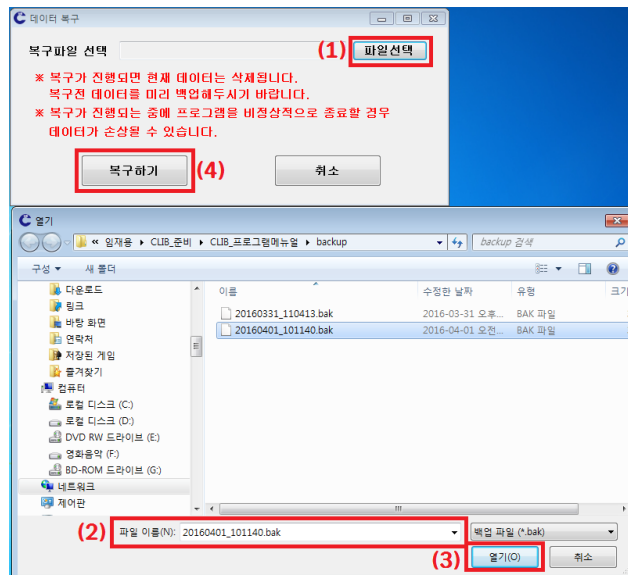 데이터 복구
복구파일 선택
(1)
파일선택
※ 복구가 진행되면 현재 데이터는 삭제됩니다.
복구전 데이터를 미리 백업해두시기 바랍니다.
※ 복구가 진행되는 중에 프로그램을 비정상적으로 종료할 경우
데이터가 손상될 수 있습니다.
복구하기
(4)
취소
열기
« 임재용 ▸ CLIB_준비 ▸ CLIB_프로그램메뉴얼 ▸ backup
backup 검색
구성 ▼ 새 폴더
다운로드
링크
바탕 화면
연락처
저장된 게임
즐겨찾기
컴퓨터
로컬 디스크 (C:)
로컬 디스크 (D:)
DVD RW 드라이브 (E:)
영화음악 (F:)
BD-ROM 드라이브 (G:)
네트워크
제어판
이름 수정한 날짜 유형 크기
20160331_110413.bak 2016-03-31 오후... BAK 파일
20160401_101140.bak 2016-04-01 오전... BAK 파일
(2)
파일 이름(N): 20160401_101140.bak
백업 파일 (*.bak)
(3)
열기(O)
취소